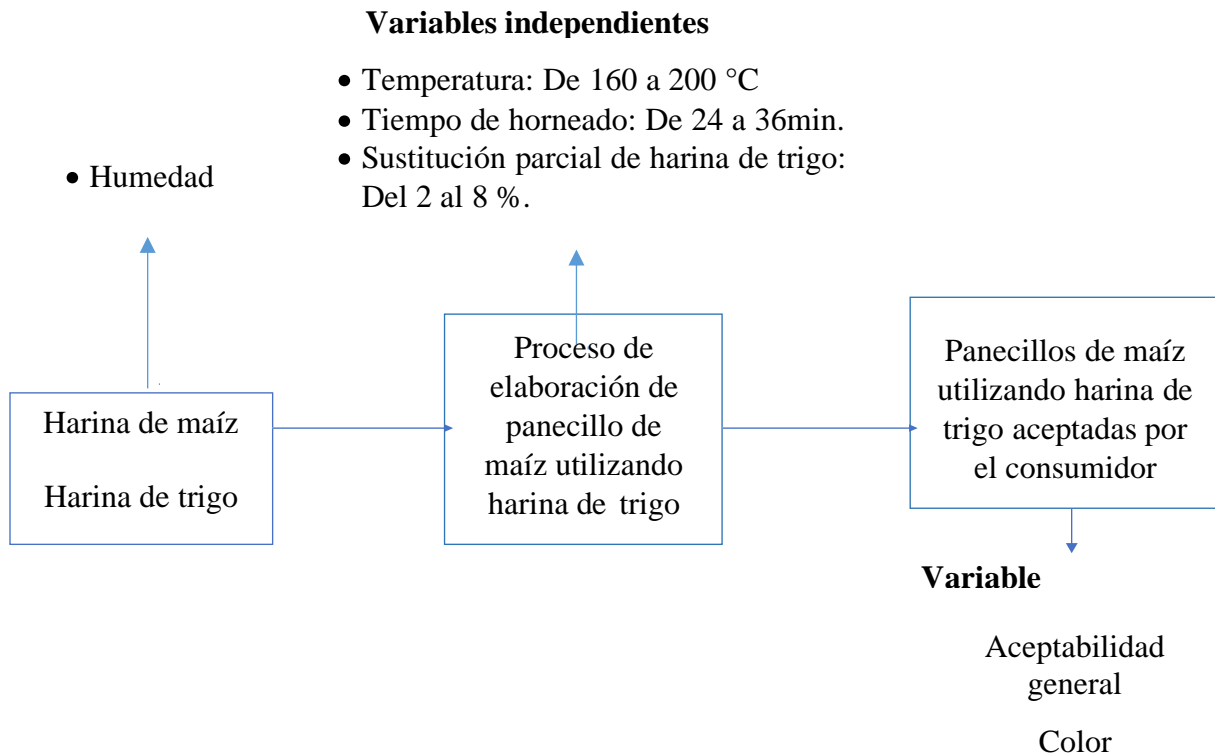 Variables independientes
• Temperatura: De 160 a 200 °C
• Tiempo de horneado: De 24 a 36min.
• Sustitución parcial de harina de trigo:
Del 2 al 8 %.
• Humedad
Harina de maíz
Harina de trigo
Proceso de
elaboración de
panecillo de
maíz utilizando
harina de trigo
Panecillos de maíz
utilizando harina de
trigo aceptadas por
el consumidor
Variable
Aceptabilidad
general
Color